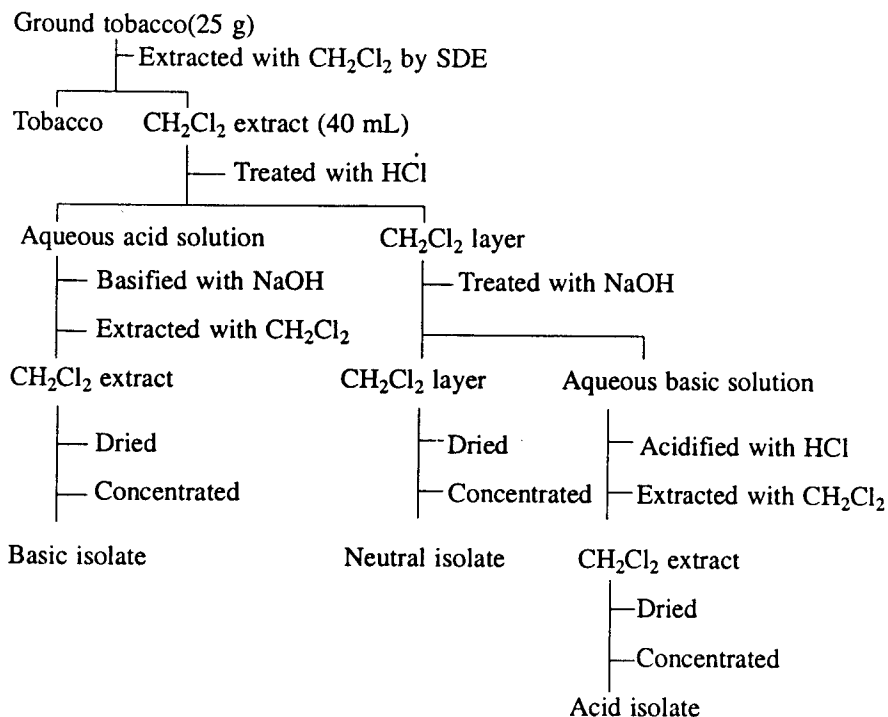 Ground tobacco(25 g)
Extracted with CH₂Cl₂ by SDE
Tobacco CH₂Cl₂ extract (40 mL)
Treated with HCl
Aqueous acid solution CH₂Cl₂ layer
Basified with NaOH Treated with NaOH
Extracted with CH₂Cl₂
CH₂Cl₂ extract CH₂Cl₂ layer Aqueous basic solution
Dried Dried Acidified with HCl
Concentrated Concentrated Extracted with CH₂Cl₂
Basic isolate Neutral isolate CH₂Cl₂ extract
Dried
Concentrated
Acid isolate